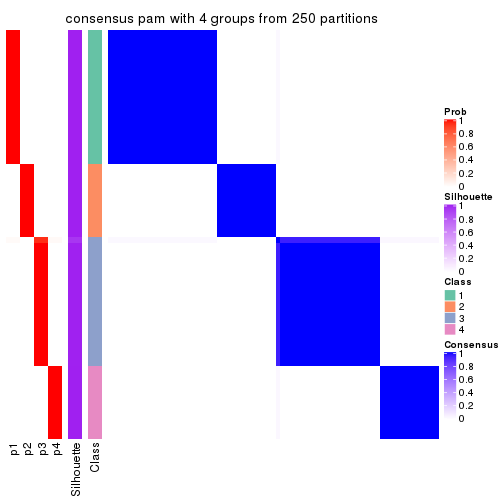 consensus pam with 4 groups from 250 partitions
Prob
1
0.8
0.6
0.4
0.2
0
Silhouette
1
0.8
0.6
0.4
0.2
0
Class
1
2
3
4
Consensus
1
0.8
0.6
0.4
0.2
0
p1
p2
p3
p4
Silhouette
Class